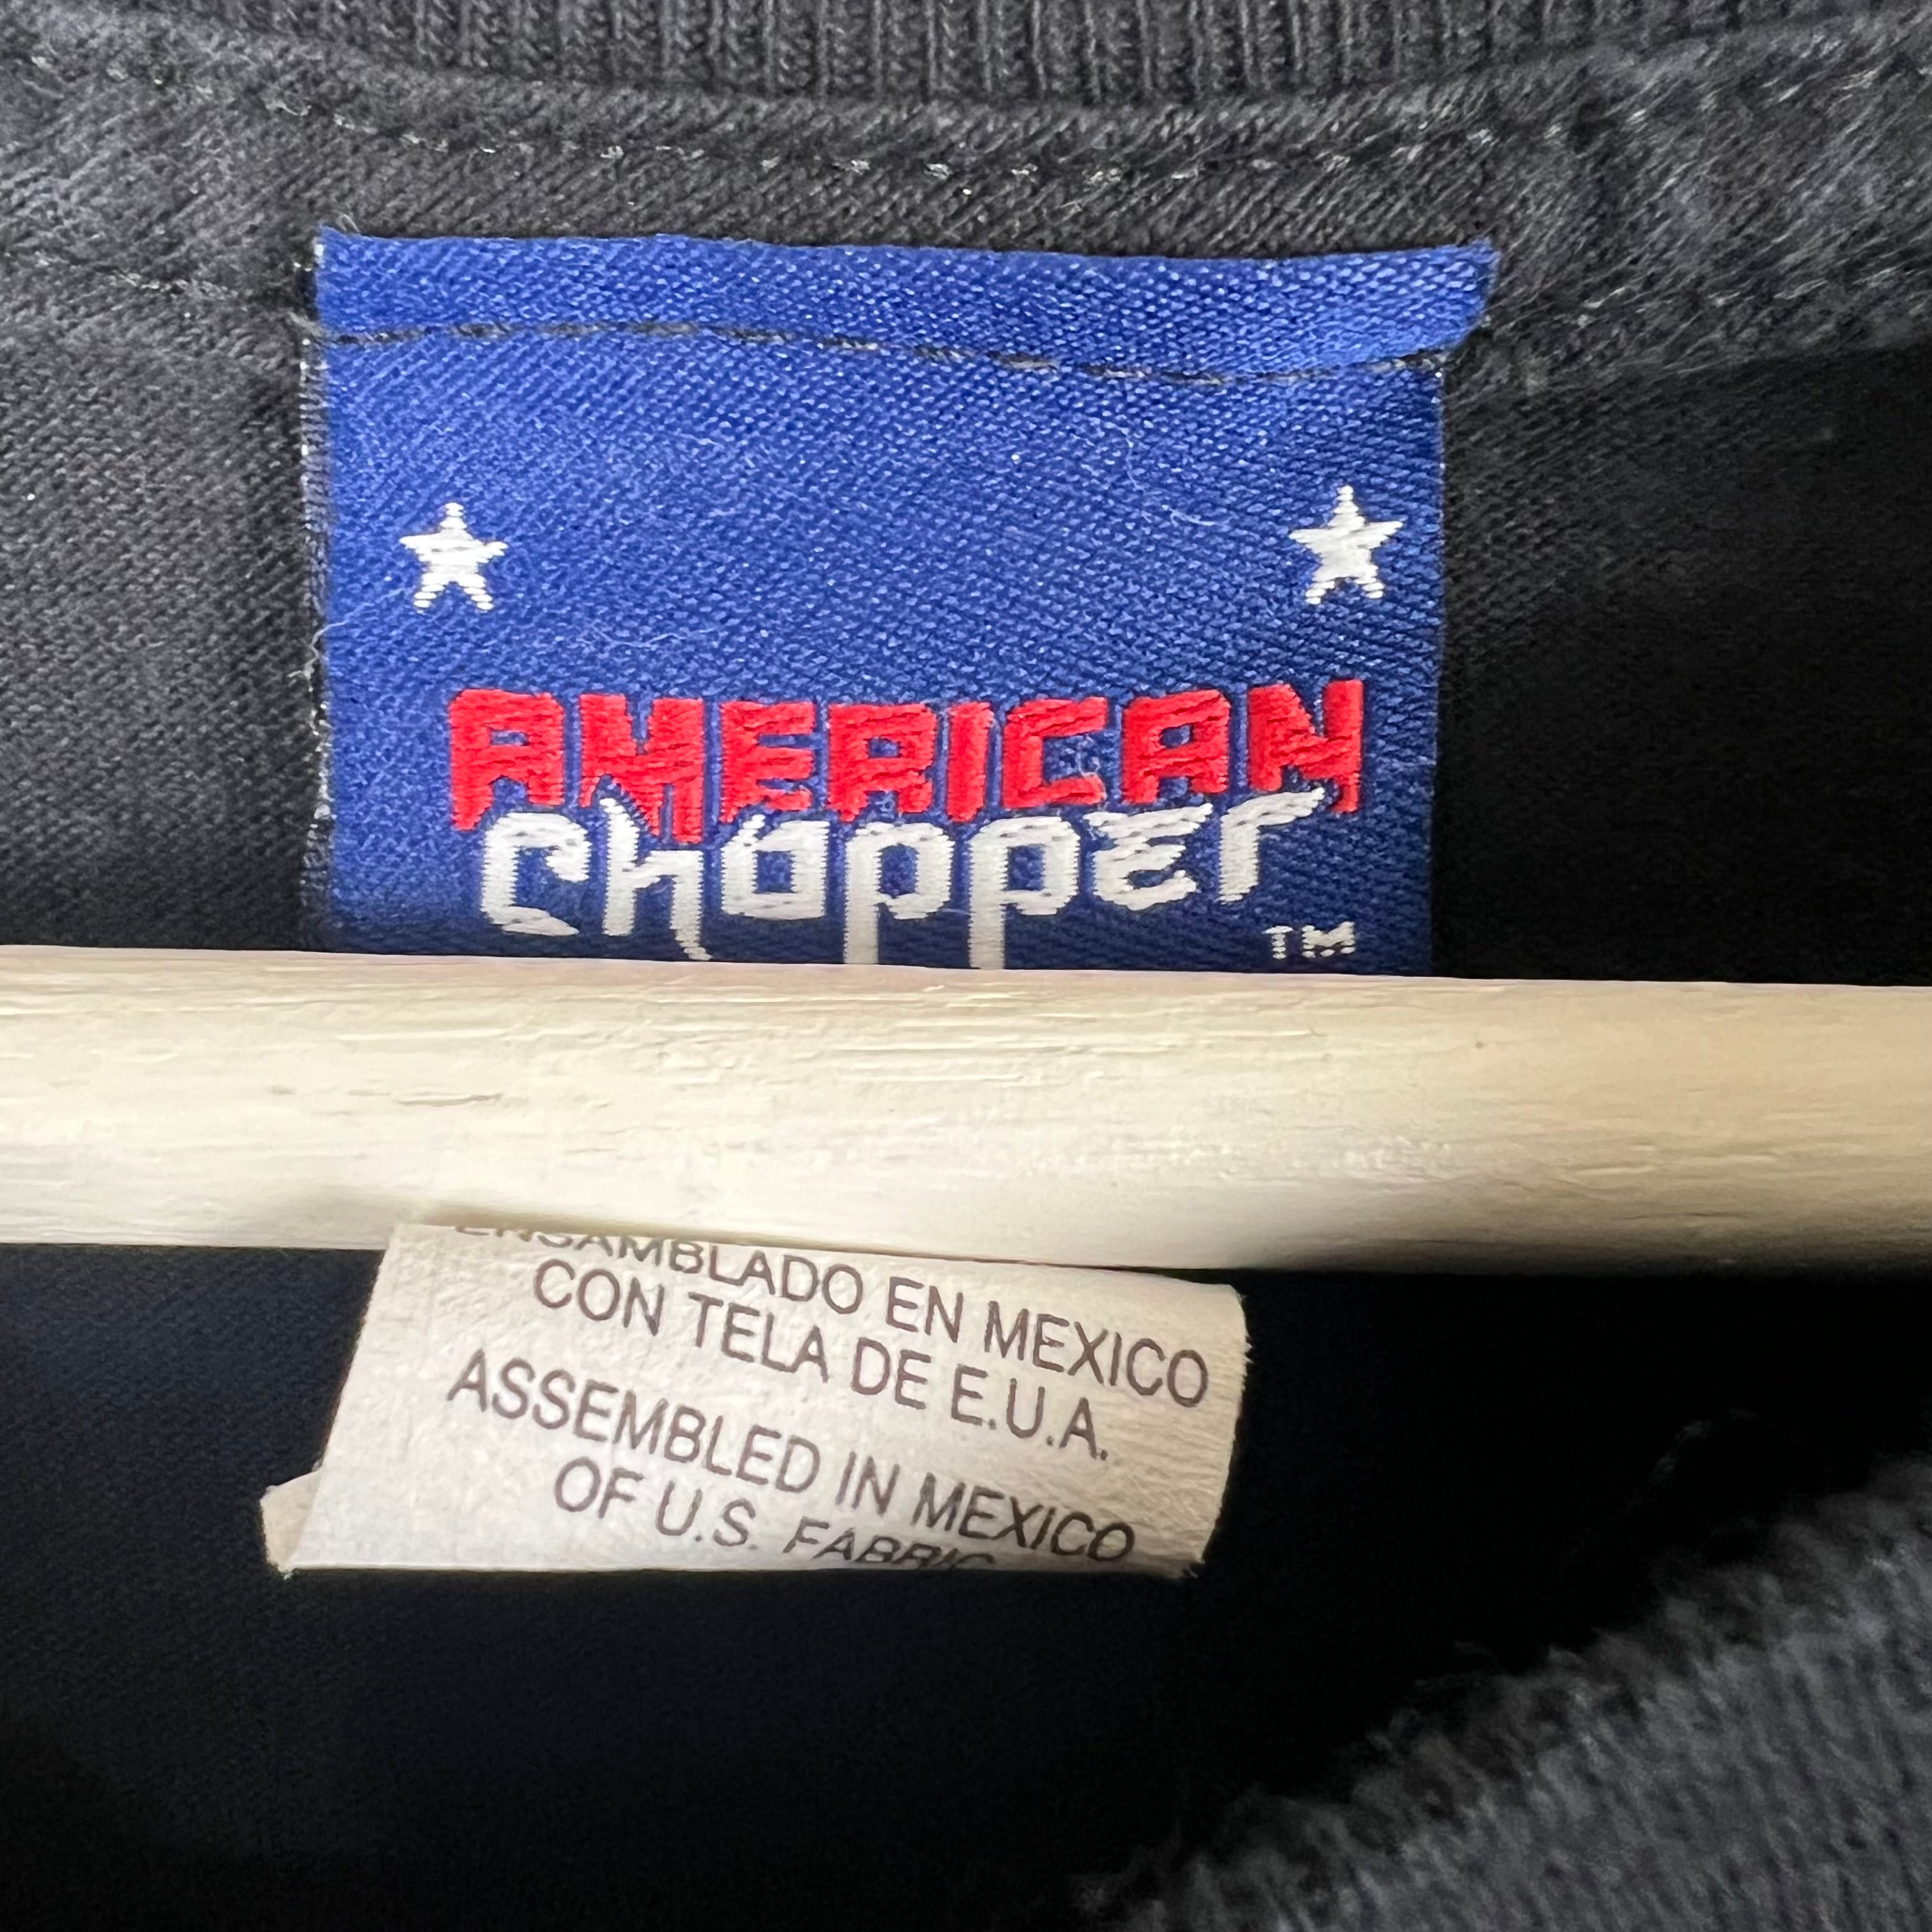 AMERICAN
Chopper
TM
ENSAMBLADO EN MEXICO
CON TELA DE E.U.A.
ASSEMBLED IN MEXICO
OF U.S. FABRIC